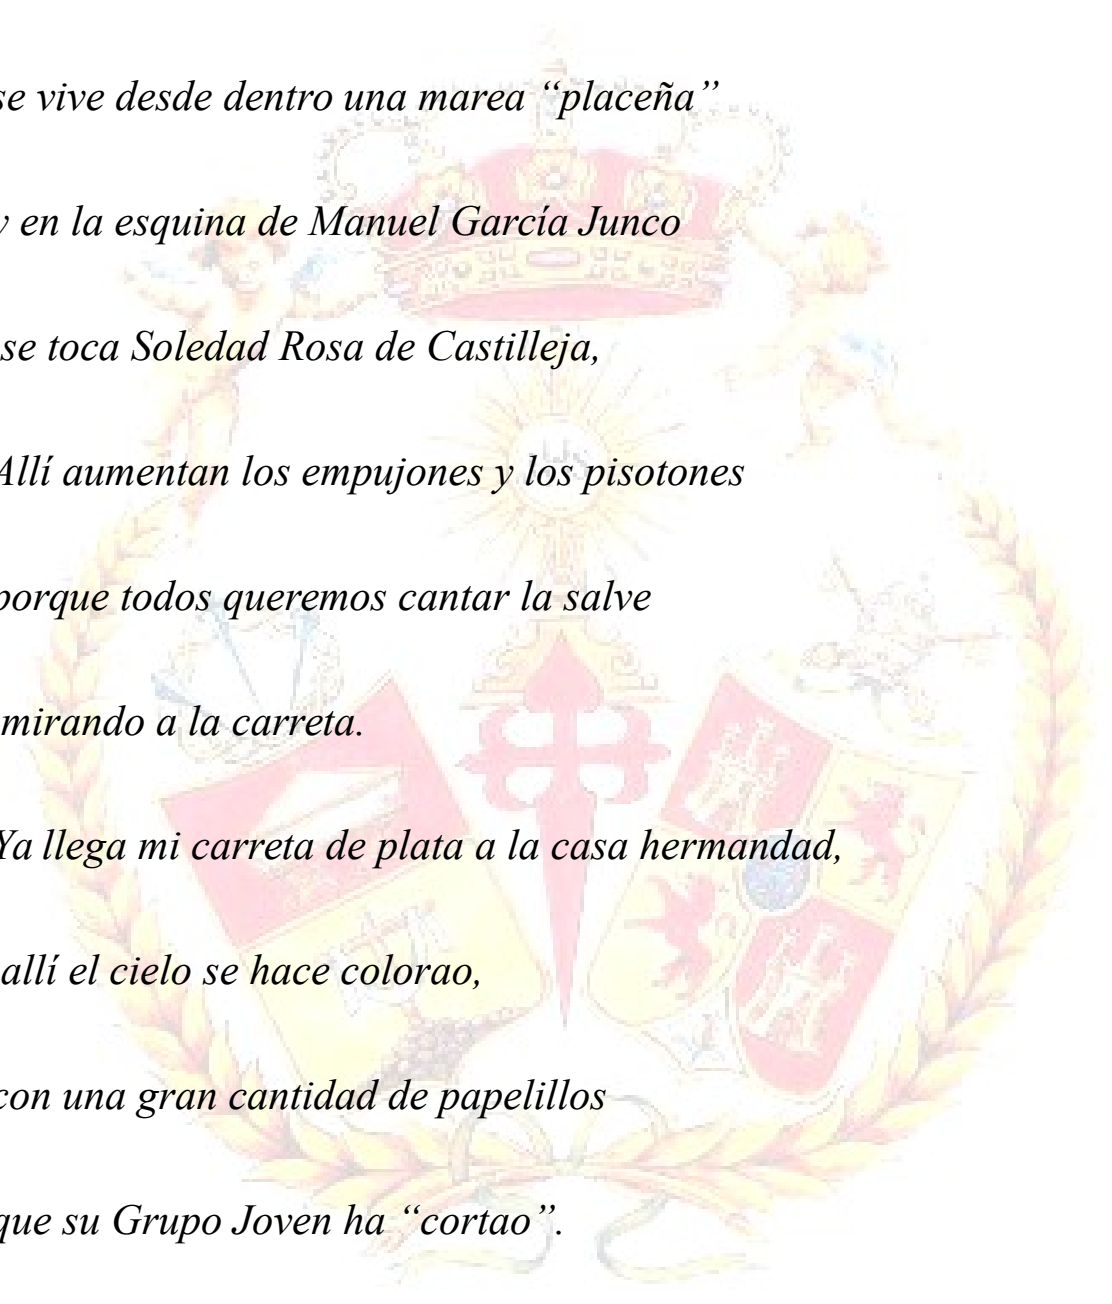 se vive desde dentro una marea “placeña”
y en la esquina de Manuel García Junco
se toca Soledad Rosa de Castilleja,
Allí aumentan los empujones y los pisotones
porque todos queremos cantar la salve
mirando a la carreta.
Ya llega mi carreta de plata a la casa hermandad,
allí el cielo se hace colorao,
con una gran cantidad de papelillos
que su Grupo Joven ha “cortao”.